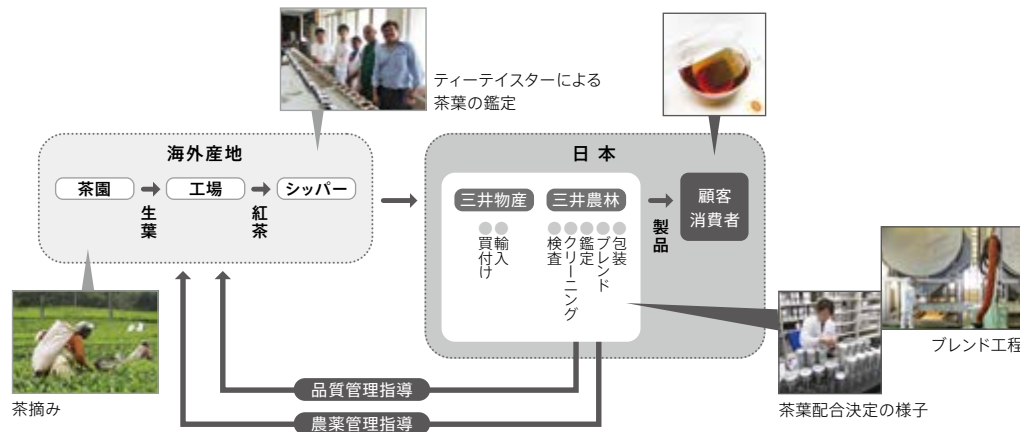 ティーテイスターによる
茶葉の鑑定
海外産地
茶園
工場
シッパー
生葉
紅茶
日本
三井物産
三井農林
買付け
輸入
検査
クリーニング
鑑定
ブレンド
包装
製品
顧客
消費者
ブレンド工程
茶葉配合決定の様子
茶摘み
品質管理指導
農薬管理指導